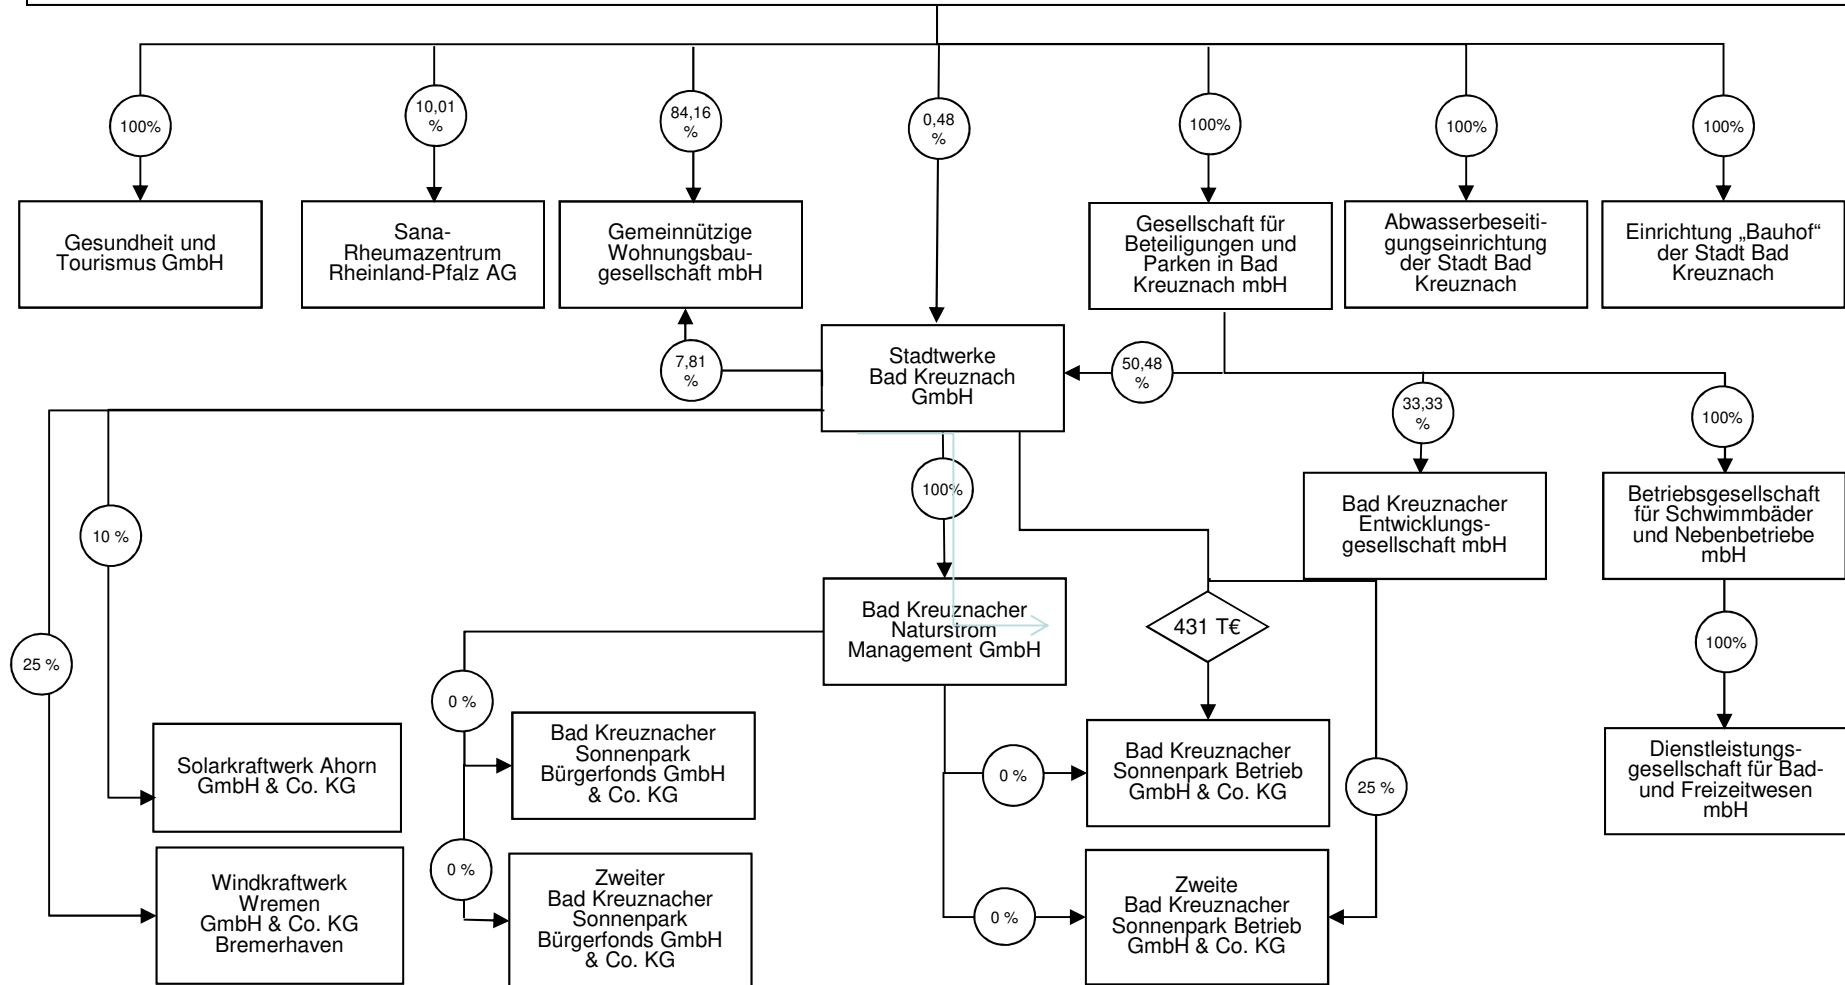 100%
10,01
%
84,16
%
0,48
%
100%
100%
100%
Gesundheit und
Tourismus GmbH
Sana-
Rheumazentrum
Rheinland-Pfalz AG
Gemeinnützige
Wohnungsbau-
gesellschaft mbH
Gesellschaft für
Beteiligungen und
Parken in Bad
Kreuznach mbH
Abwasserbeseiti-
gungseinrichtung
der Stadt Bad
Kreuznach
Einrichtung „Bauhof“
der Stadt Bad
Kreuznach
7,81
%
Stadtwerke
Bad Kreuznach
GmbH
50,48
%
33,33
%
100%
100%
Bad Kreuznacher
Entwicklungs-
gesellschaft mbH
Betriebsgesellschaft
für Schwimmbäder
und Nebenbetriebe
mbH
10 %
25 %
Bad Kreuznacher
Naturstrom
Management GmbH
431 T€
100%
0 %
Solarkraftwerk Ahorn
GmbH & Co. KG
Bad Kreuznacher
Sonnenpark
Bürgerfonds GmbH
& Co. KG
0 %
Bad Kreuznacher
Sonnenpark Betrieb
GmbH & Co. KG
25 %
Dienstleistungs-
gesellschaft für Bad-
und Freizeitwesen
mbH
Windkraftwerk
Wremen
GmbH & Co. KG
Bremerhaven
0 %
Zweiter
Bad Kreuznacher
Sonnenpark
Bürgerfonds GmbH
& Co. KG
0 %
Zweite
Bad Kreuznacher
Sonnenpark Betrieb
GmbH & Co. KG